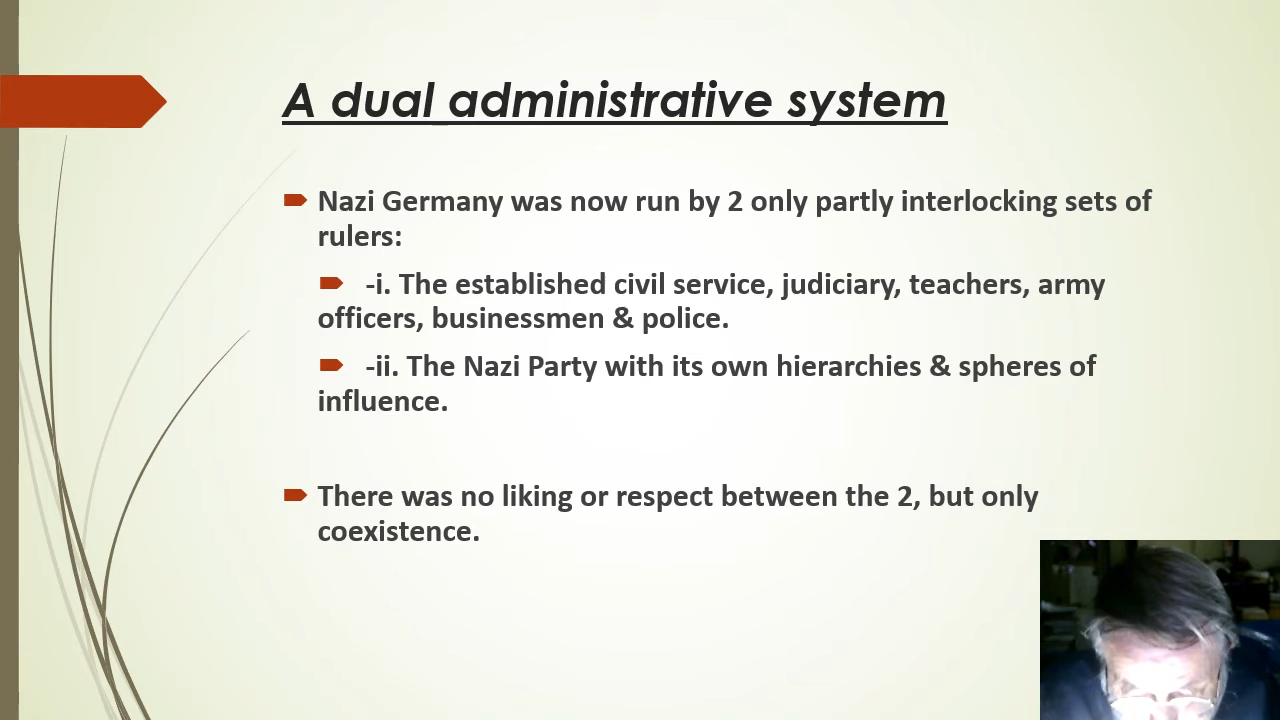 A dual administrative system
Nazi Germany was now run by 2 only partly interlocking sets of
rulers:
-i. The established civil service, judiciary, teachers, army
officers, businessmen & police.
-ii. The Nazi Party with its own hierarchies & spheres of
influence.
There was no liking or respect between the 2, but only
coexistence.